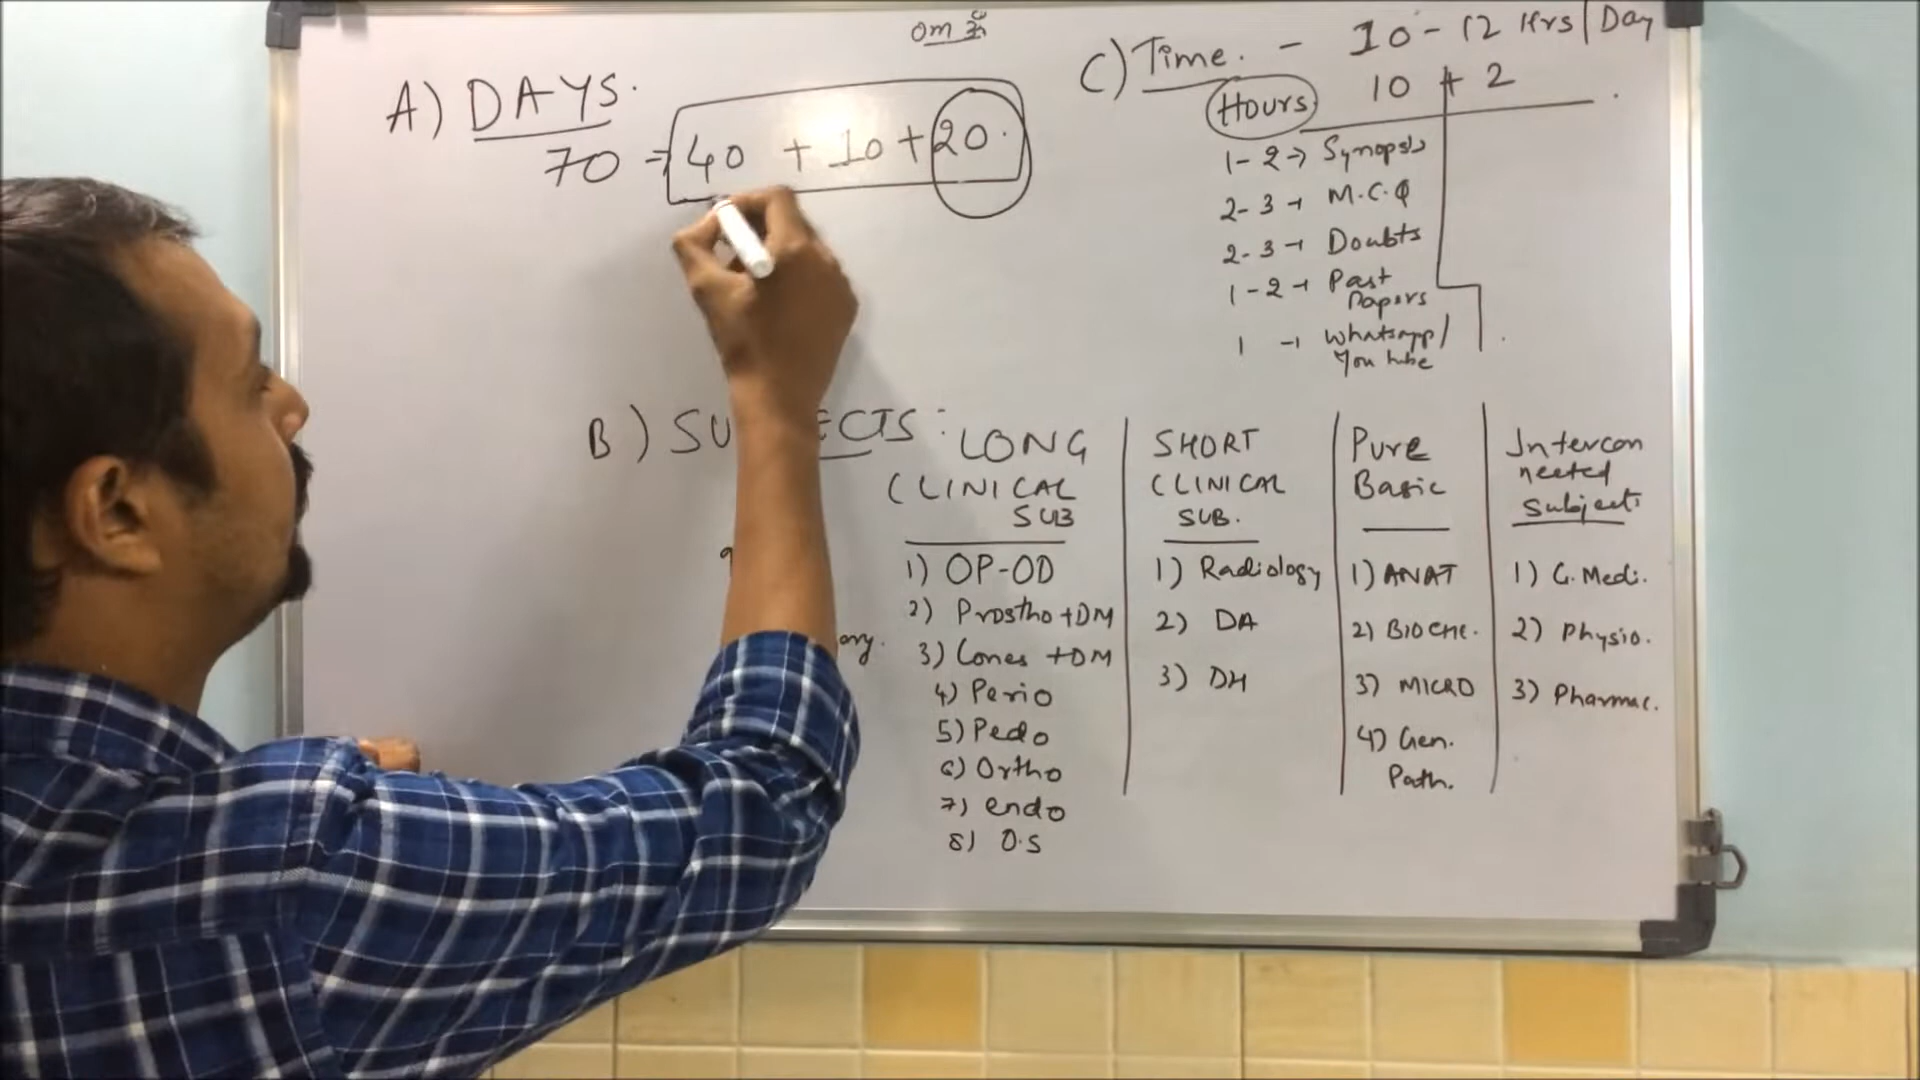 om ॐ
A) DAYS.
70 = 40 + 10 + 20.
C) Time. - 10-12 Hrs/Day
Hours 10 + 2
1-2 → Synopsis
2-3 → M.C.Q
2-3 → Doubts
1-2 → Past
Papers
1 → Whatsapp/
You tube
B) SU ECTS:
LONG
CLINICAL
SUB
1) OP-OD
2) Prostho +DM
3) Cones +DM
4) Perio
5) Pedo
6) Ortho
7) endo
8) O.S
SHORT
CLINICAL
SUB.
1) Radiology
2) DA
3) DH
Pure
Basic
1) ANAT
2) BIOCHE.
3) MICRO
4) Gen.
Path.
Intercon
nected
Subjects
1) G. Medi.
2) Physio.
3) Pharmac.